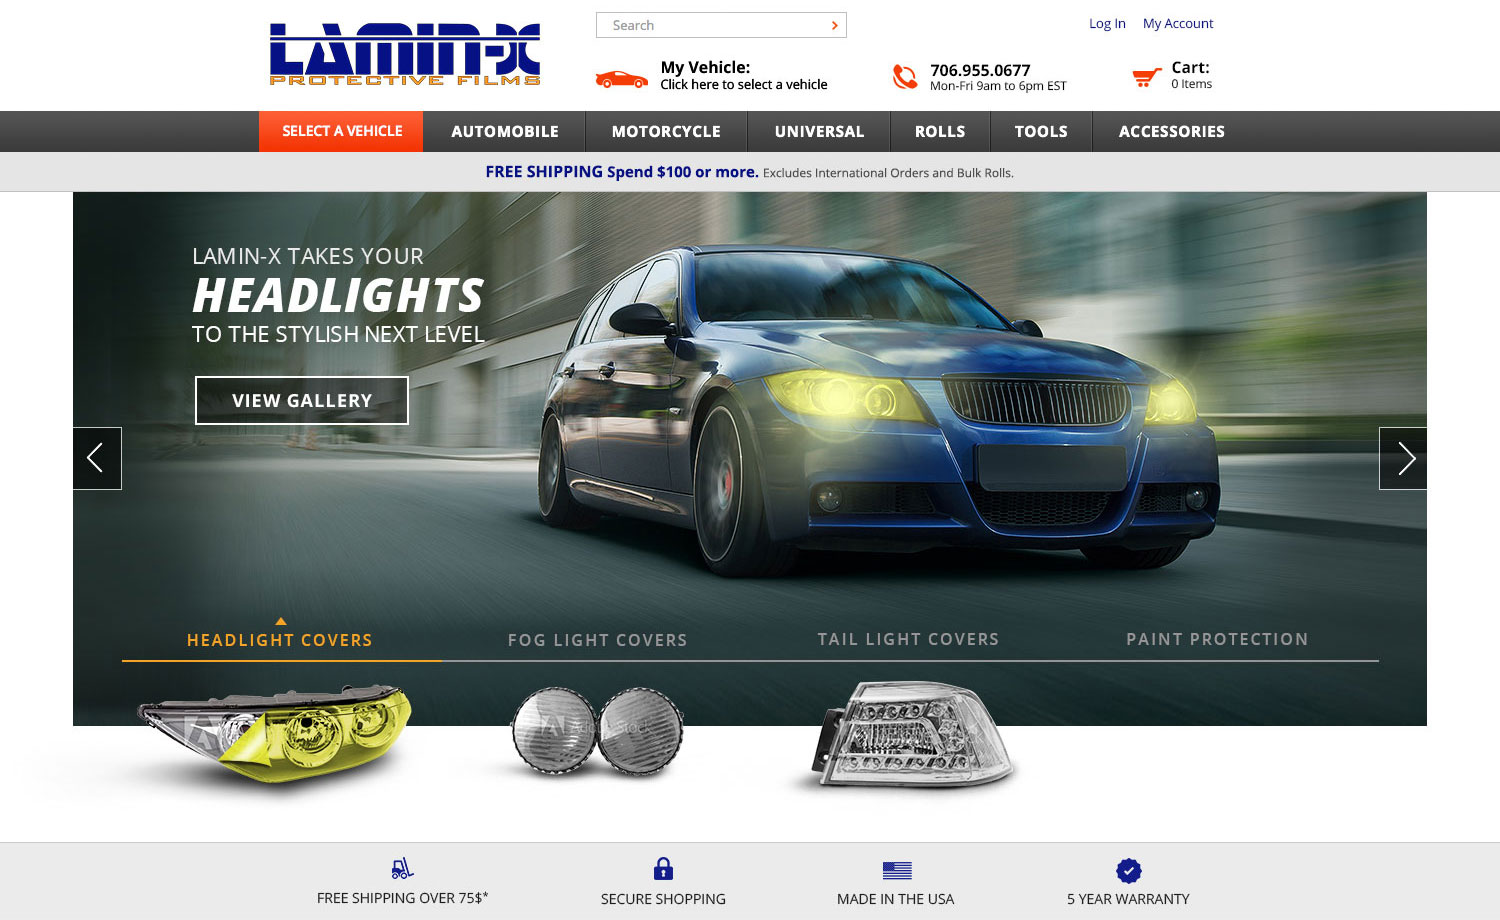 LAMIN-X
PROTECTIVE FILMS
Search
Log In
My Account
My Vehicle:
Click here to select a vehicle
706.955.0677
Mon-Fri 9am to 6pm EST
Cart:
0 Items
SELECT A VEHICLE
AUTOMOBILE
MOTORCYCLE
UNIVERSAL
ROLLS
TOOLS
ACCESSORIES
FREE SHIPPING Spend $100 or more. Excludes International Orders and Bulk Rolls.
LAMIN-X TAKES YOUR
HEADLIGHTS
TO THE STYLISH NEXT LEVEL
VIEW GALLERY
HEADLIGHT COVERS
FOG LIGHT COVERS
TAIL LIGHT COVERS
PAINT PROTECTION
FREE SHIPPING OVER 75$*
SECURE SHOPPING
MADE IN THE USA
5 YEAR WARRANTY